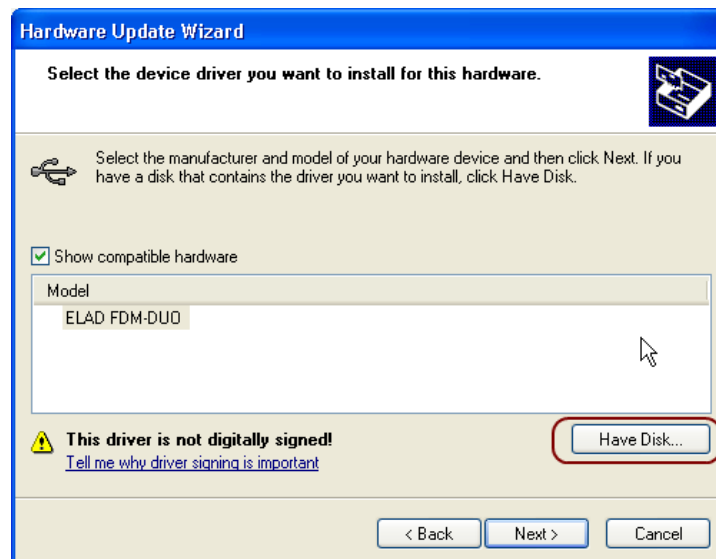 Hardware Update Wizard
Select the device driver you want to install for this hardware.
Select the manufacturer and model of your hardware device and then click Next. If you
have a disk that contains the driver you want to install, click Have Disk.
Show compatible hardware
Model
ELAD FDM-DUO
This driver is not digitally signed!
Have Disk...
Tell me why driver signing is important
< Back
Next >
Cancel